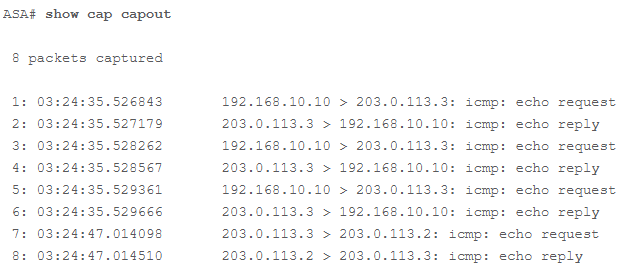 ASA# show cap capout
8 packets captured
1: 03:24:35.526843 192.168.10.10 > 203.0.113.3: icmp: echo request
2: 03:24:35.527179 203.0.113.3 > 192.168.10.10: icmp: echo reply
3: 03:24:35.528262 192.168.10.10 > 203.0.113.3: icmp: echo request
4: 03:24:35.528567 203.0.113.3 > 192.168.10.10: icmp: echo reply
5: 03:24:35.529361 192.168.10.10 > 203.0.113.3: icmp: echo request
6: 03:24:35.529666 203.0.113.3 > 192.168.10.10: icmp: echo reply
7: 03:24:47.014098 203.0.113.3 > 203.0.113.2: icmp: echo request
8: 03:24:47.014510 203.0.113.2 > 203.0.113.3: icmp: echo reply